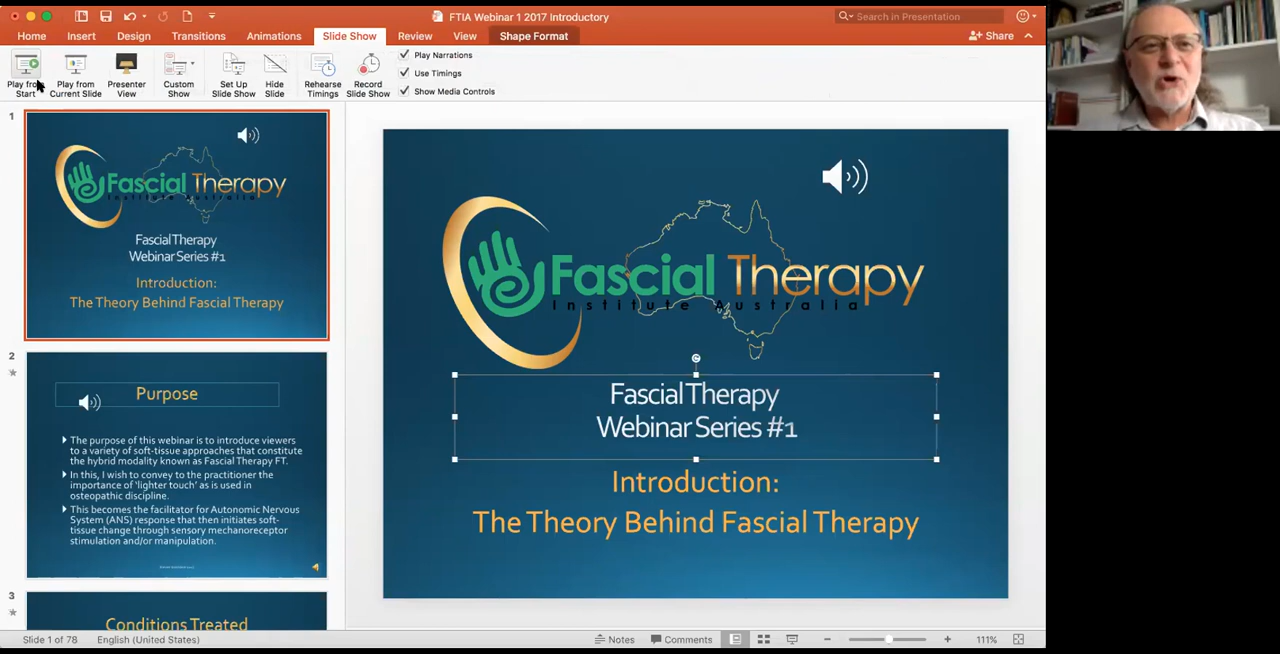 FTIA Webinar 1 2017 Introductory
Search in Presentation
Home
Insert
Design
Transitions
Animations
Slide Show
Review
View
Shape Format
Share
Play from
Start
Play from
Current Slide
Presenter
View
Custom
Show
Set Up
Slide Show
Hide
Slide
Rehearse
Timings
Record
Slide Show
Play Narrations
Use Timings
Show Media Controls
1
Fascial Therapy
Institute Australia
Fascial Therapy
Webinar Series #1
Introduction:
The Theory Behind Fascial Therapy
2
Purpose
The purpose of this webinar is to introduce viewers
to a variety of soft-tissue approaches that constitute
the hybrid modality known as Fascial Therapy FT.
In this, I wish to convey to the practitioner the
importance of 'lighter touch' as is used in
osteopathic discipline.
This becomes the facilitator for Autonomic Nervous
System (ANS) response that then initiates soft-
tissue change through sensory mechanoreceptor
stimulation and/or manipulation.
3
Conditions Treated
Fascial Therapy
Institute Australia
Fascial Therapy
Webinar Series #1
Introduction:
The Theory Behind Fascial Therapy
Slide 1 of 78
English (United States)
Notes
Comments
111%